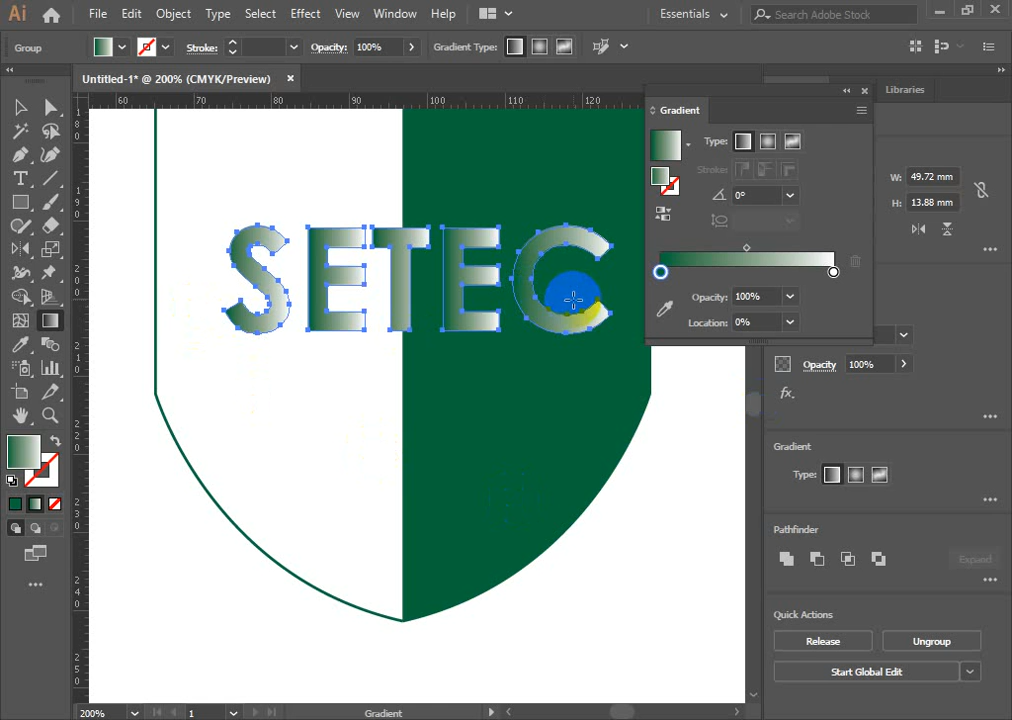 Ai File Edit Object Type Select Effect View Window Help Essentials Search Adobe Stock
Group Stroke: Opacity: 100% Gradient Type:
Untitled-1* @ 200% (CMYK/Preview)
60 70 80 90 100 110 120
Gradient
Libraries
Type:
Stroke:
0°
W: 49.72 mm
H: 13.88 mm
SETEC
Opacity: 100%
Location: 0%
Opacity 100%
fx.
Gradient
Type:
Pathfinder
Expand
Quick Actions
Release Ungroup
Start Global Edit
200% 1 Gradient